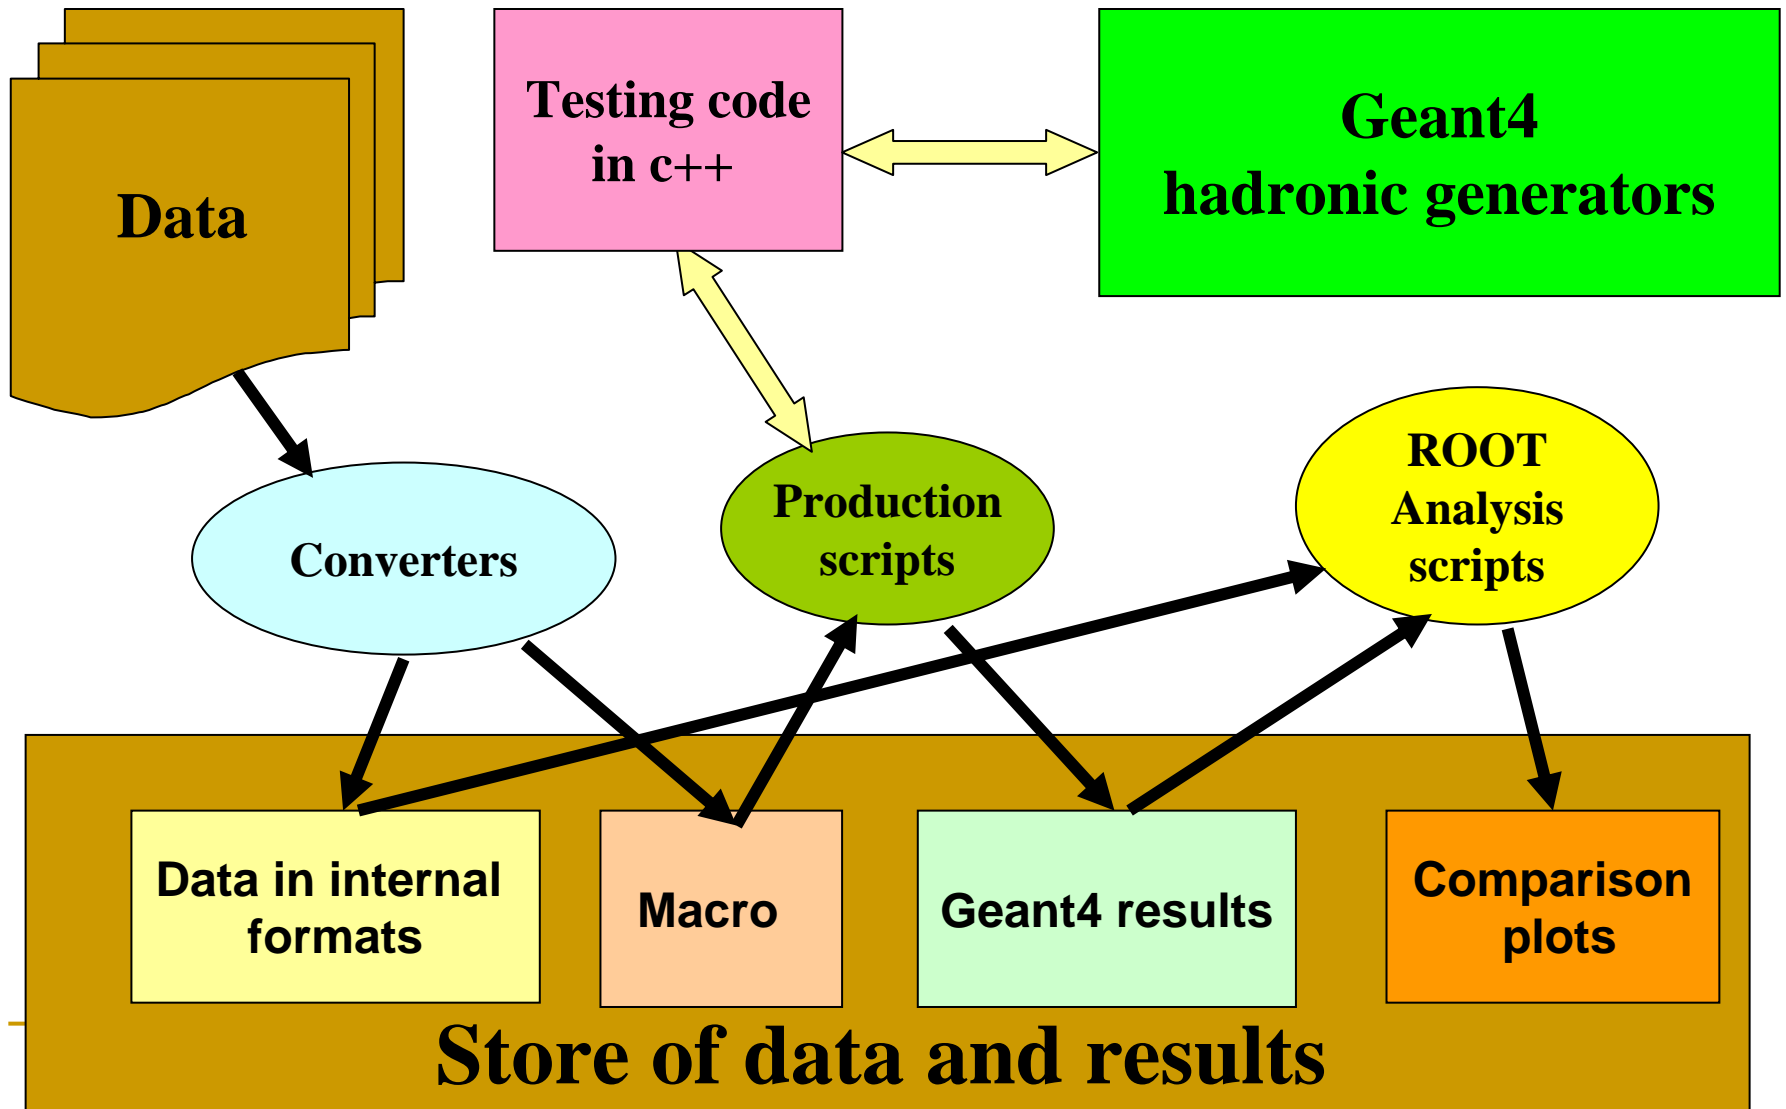 Data
Testing code
in c++
Geant4
hadronic generators
Converters
Production
scripts
ROOT
Analysis
scripts
Data in internal
formats
Macro
Geant4 results
Comparison
plots
Store of data and results